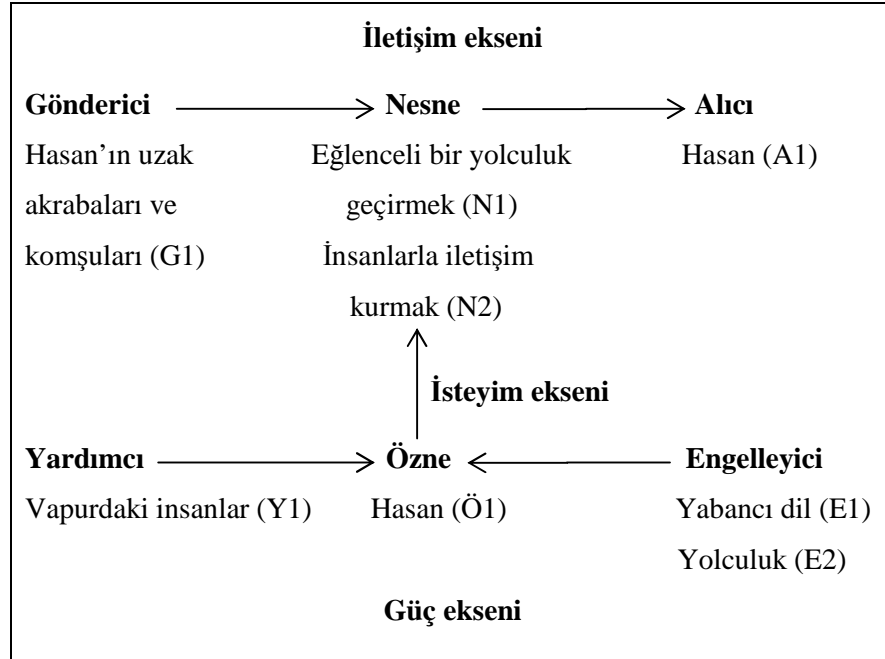 İletişim ekseni
Gönderici Nesne Alıcı
Hasan’ın uzak Eğlenceli bir yolculuk Hasan (A1)
akrabaları ve geçirmek (N1)
komşuları (G1) İnsanlarla iletişim
kurmak (N2)
İsteyim ekseni
Yardımcı Özne Engelleyici
Vapurdaki insanlar (Y1) Hasan (Ö1) Yabancı dil (E1)
Yolculuk (E2)
Güç ekseni